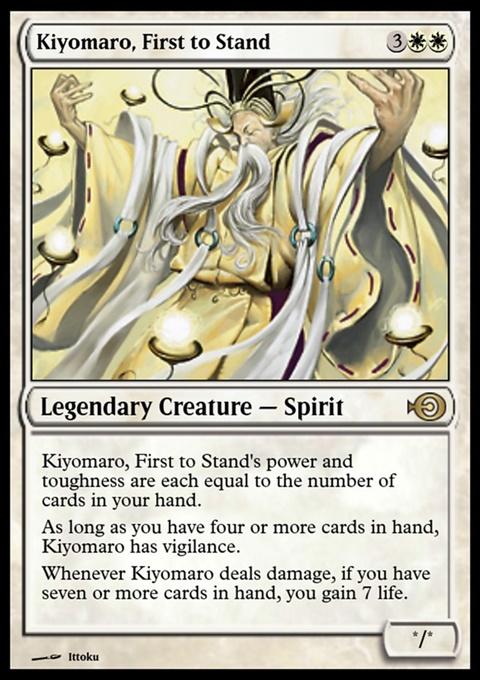 Kiyomaro, First to Stand 3
Legendary Creature — Spirit
Kiyomaro, First to Stand's power and
toughness are each equal to the number of
cards in your hand.
As long as you have four or more cards in hand,
Kiyomaro has vigilance.
Whenever Kiyomaro deals damage, if you have
seven or more cards in hand, you gain 7 life.
*/*
Ittoku